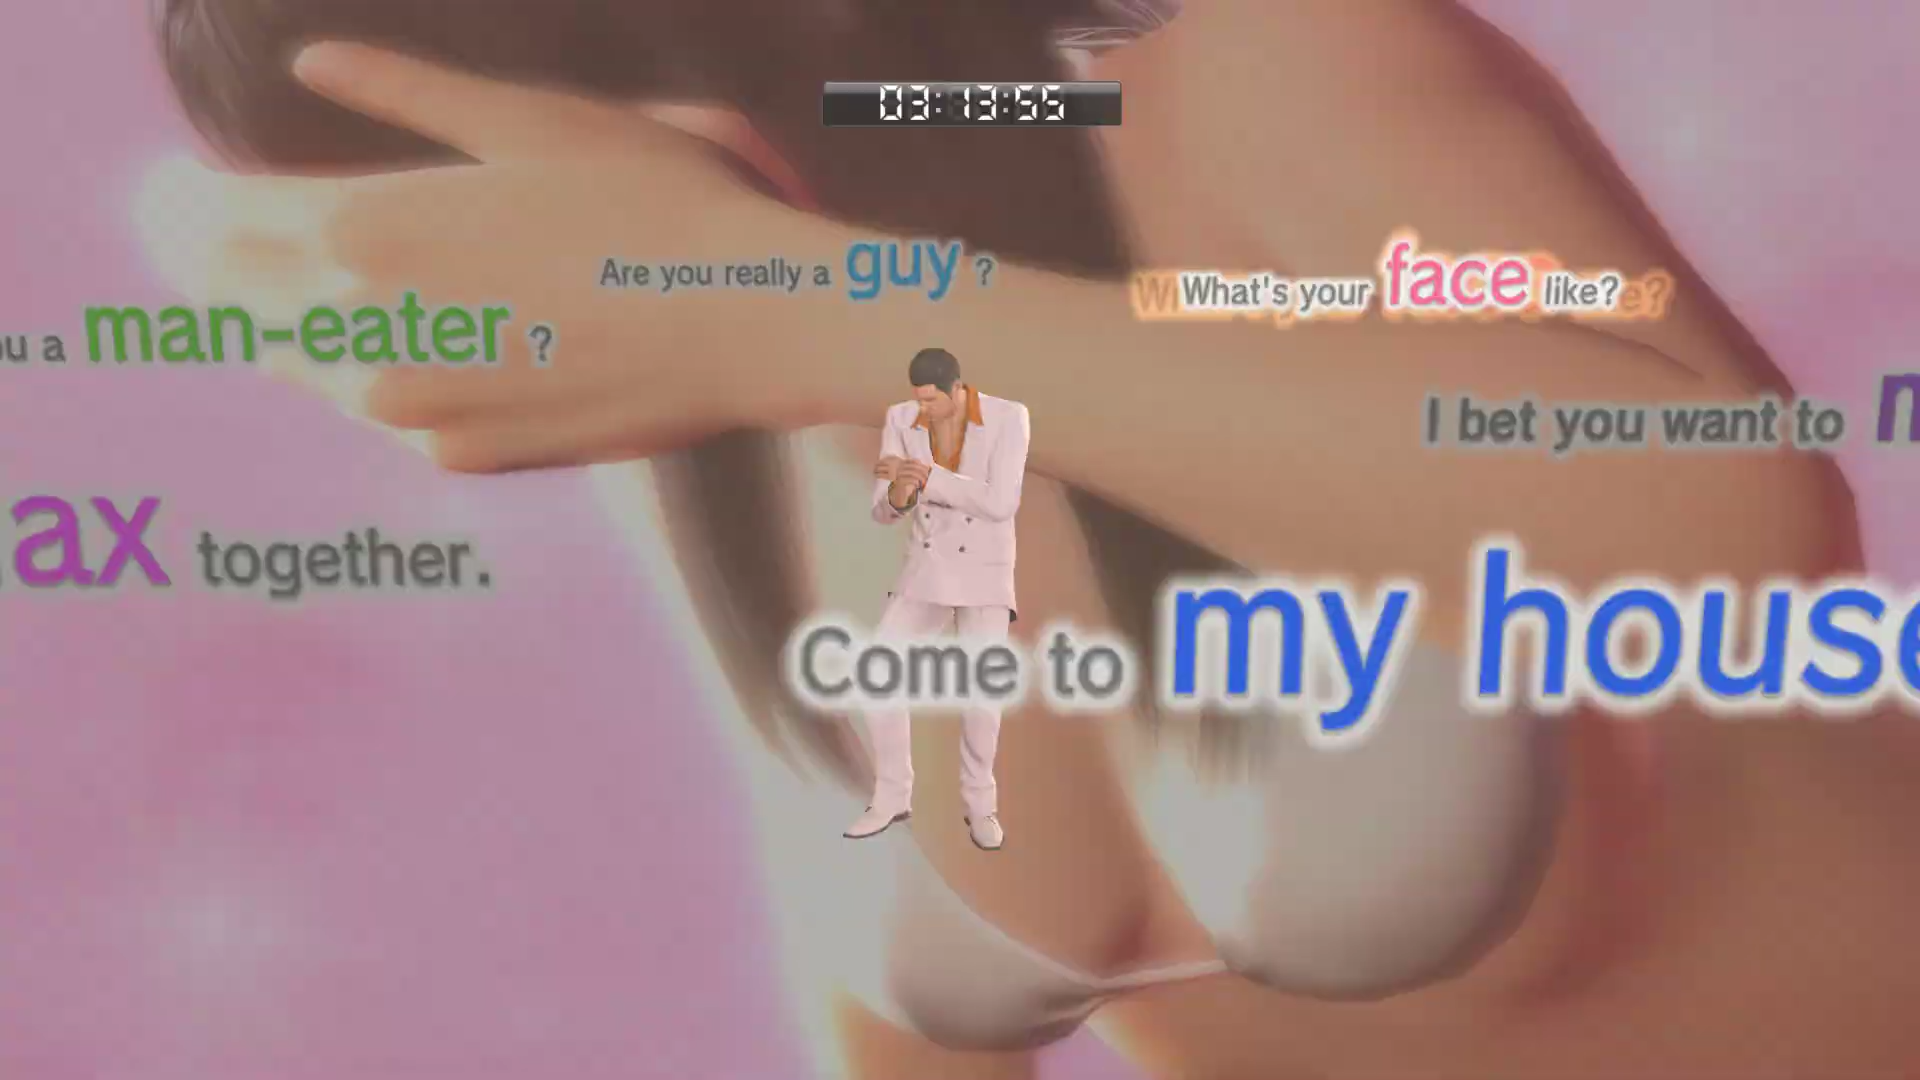 03:13:55
Are you really a guy ?
What's your face like?
a man-eater ?
I bet you want to
together.
Come to my house